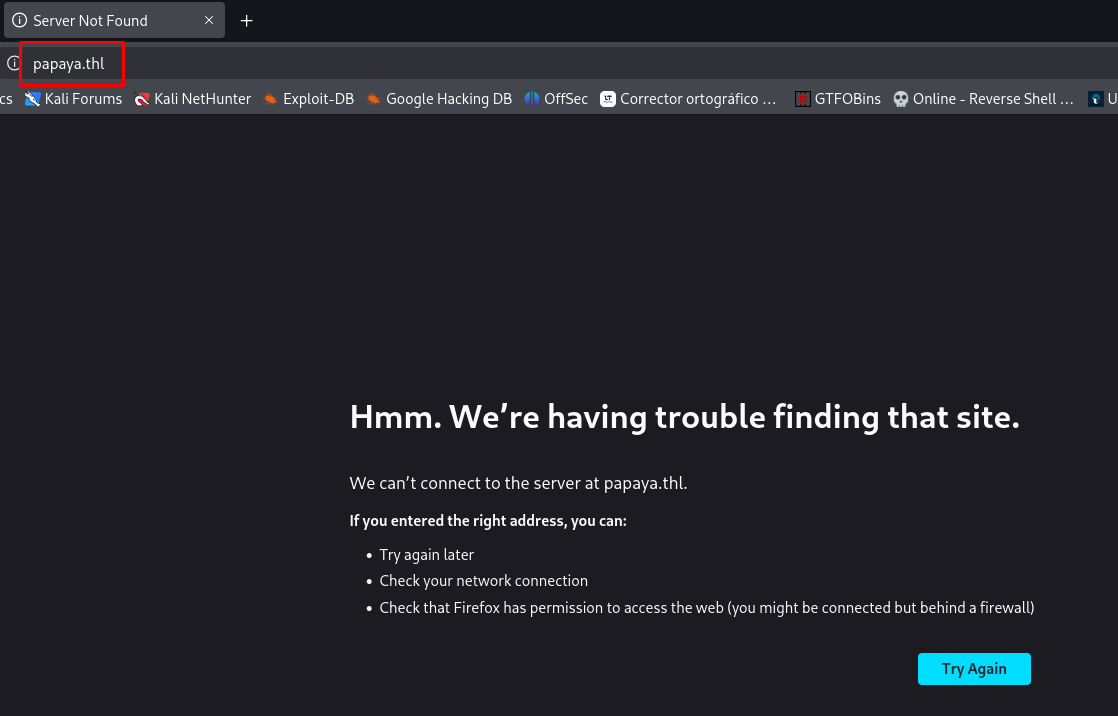 Server Not Found
papaya.thl
cs Kali Forums Kali NetHunter Exploit-DB Google Hacking DB OffSec Corrector ortográfico … GTFOBins Online - Reverse Shell … U
Hmm. We’re having trouble finding that site.
We can’t connect to the server at papaya.thl.
If you entered the right address, you can:
• Try again later
• Check your network connection
• Check that Firefox has permission to access the web (you might be connected but behind a firewall)
Try Again